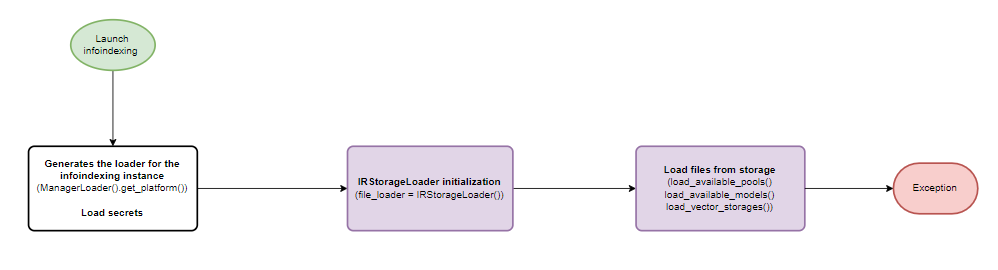 Launch
infoindexing
Generates the loader for the
infoindexing instance
(ManagerLoader().get_platform())
Load secrets
IRStorageLoader initialization
(file_loader = IRStorageLoader())
Load files from storage
(load_available_pools()
load_available_models()
load_vector_storages())
Exception